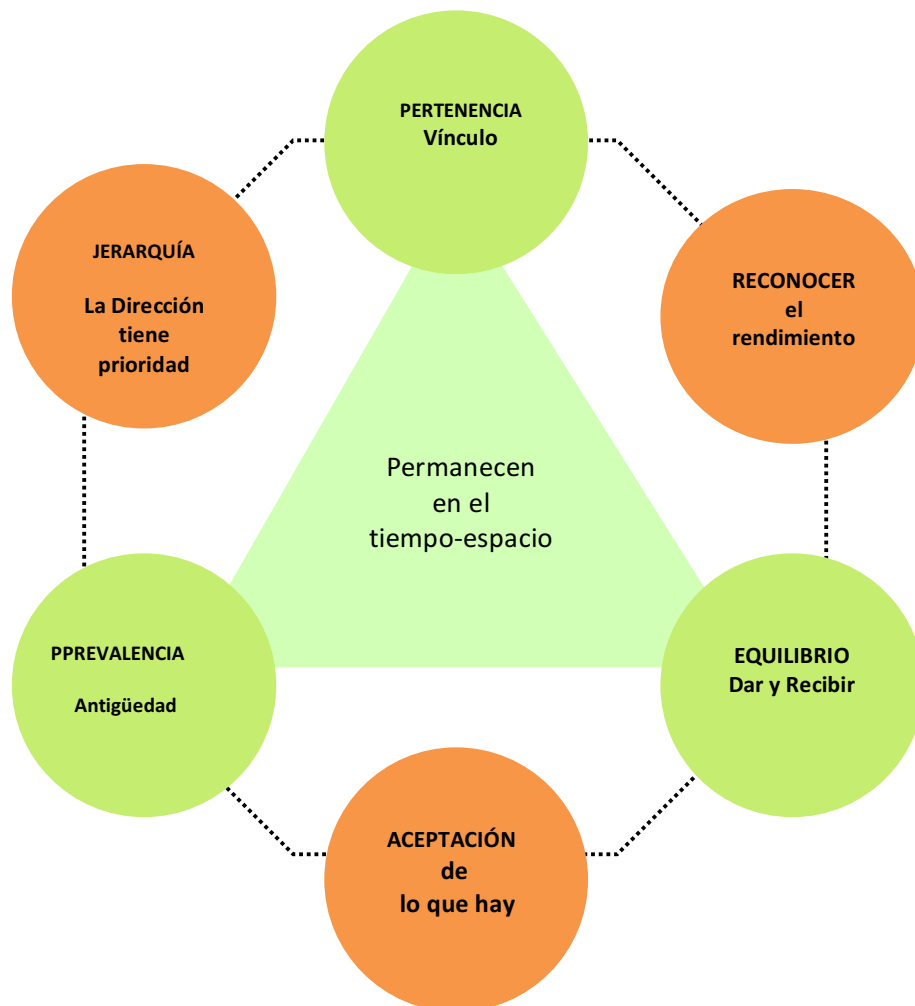 PERTENENCIA
Vínculo
JERARQUÍA
La Dirección
tiene
prioridad
RECONOCER
el
rendimiento
Permanecen
en el
tiempo-espacio
PPREVALENCIA
Antigüedad
EQUILIBRIO
Dar y Recibir
ACEPTACIÓN
de
lo que hay